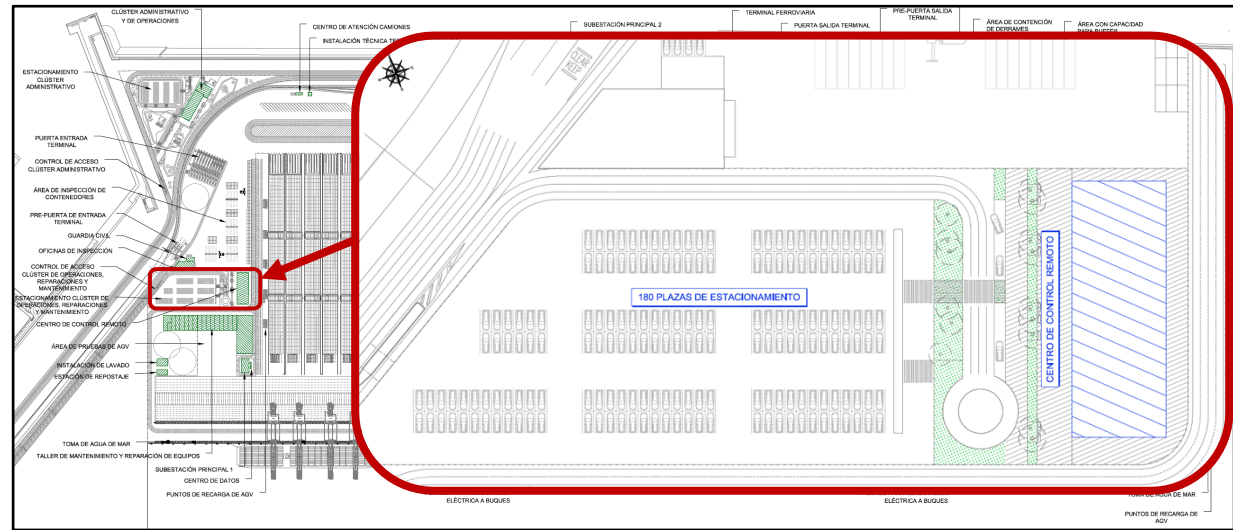 CLÚSTER ADMINISTRATIVO
Y DE OPERACIONES
CENTRO DE ATENCIÓN CAMIONES
INSTALACIÓN TÉCNICA
SUBESTACIÓN PRINCIPAL 2
TERMINAL FERROVIARIA
PUERTA SALIDA TERMINAL
PRE-PUERTA SALIDA
TERMINAL
ÁREA DE CONTENCIÓN
DE DERRAMES
ÁREA CON CAPACIDAD
PARA BUFFER
ESTACIONAMIENTO
CLÚSTER
ADMINISTRATIVO
PUERTA ENTRADA
TERMINAL
CONTROL DE ACCESO
CLÚSTER ADMINISTRATIVO
ÁREA DE INSPECCIÓN DE
CONTENEDORES
PRE-PUERTA DE ENTRADA
TERMINAL
GUARDIA CIVIL
OFICINAS DE INSPECCIÓN
CONTROL DE ACCESO
CLÚSTER DE OPERACIONES,
REPARACIONES Y
MANTENIMIENTO
ESTACIONAMIENTO CLÚSTER DE
OPERACIONES, REPARACIONES
Y MANTENIMIENTO
CENTRO DE CONTROL REMOTO
ÁREA DE PRUEBAS DE AGV
INSTALACIÓN DE LAVADO
ESTACIÓN DE REPOSTAJE
TOMA DE AGUA DE MAR
TALLER DE MANTENIMIENTO Y REPARACIÓN DE EQUIPOS
SUBESTACIÓN PRINCIPAL 1
CENTRO DE DATOS
PUNTOS DE RECARGA DE AGV
KEEP
CLEAR
180 PLAZAS DE ESTACIONAMIENTO
CENTRO DE CONTROL REMOTO
ELÉCTRICA A BUQUES
ELÉCTRICA A BUQUES
TOMA DE AGUA DE MAR
PUNTOS DE RECARGA DE
AGV